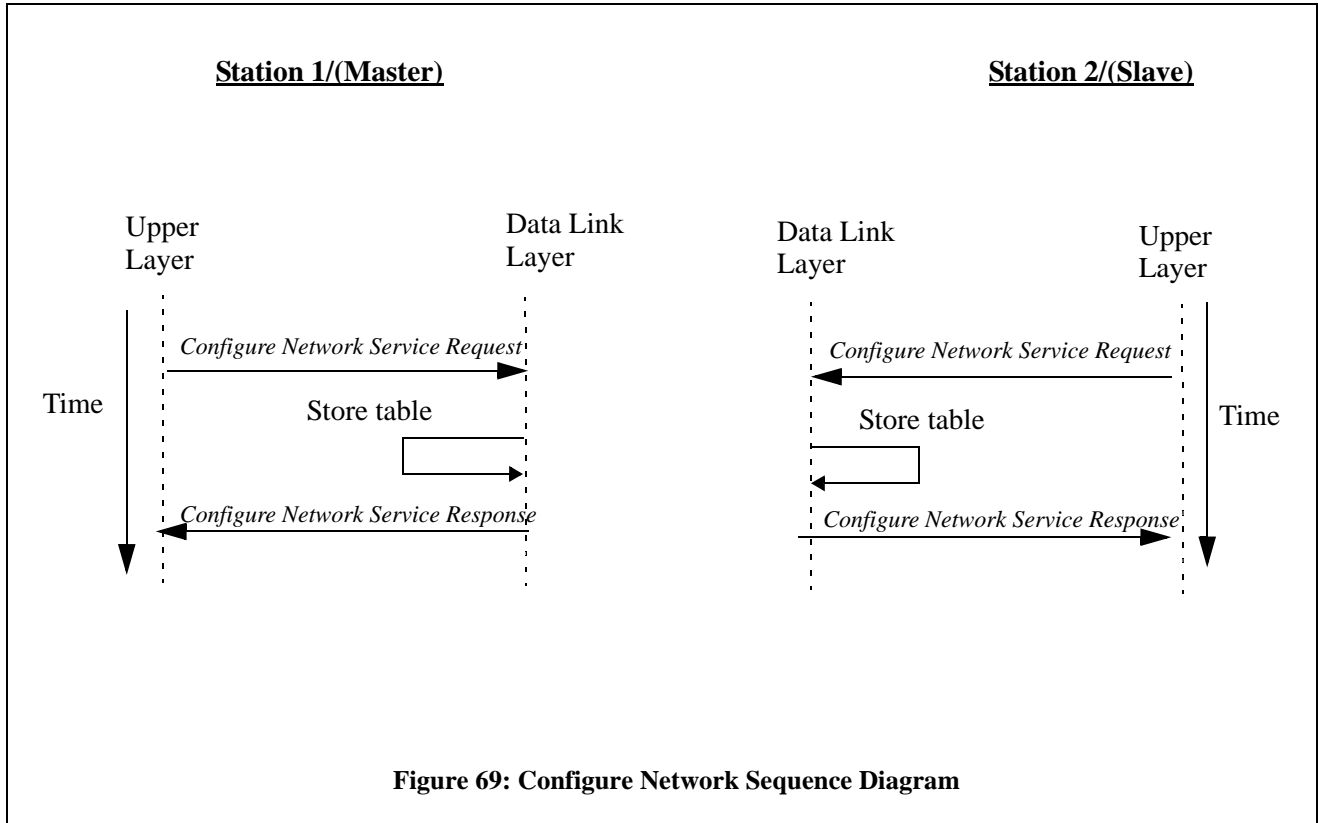 Station 1/(Master)
Station 2/(Slave)
Upper
Layer
Data Link
Layer
Data Link
Layer
Upper
Layer
Configure Network Service Request
Configure Network Service Request
Time
Store table
Store table
Time
Configure Network Service Response
Configure Network Service Response
Figure 69: Configure Network Sequence Diagram